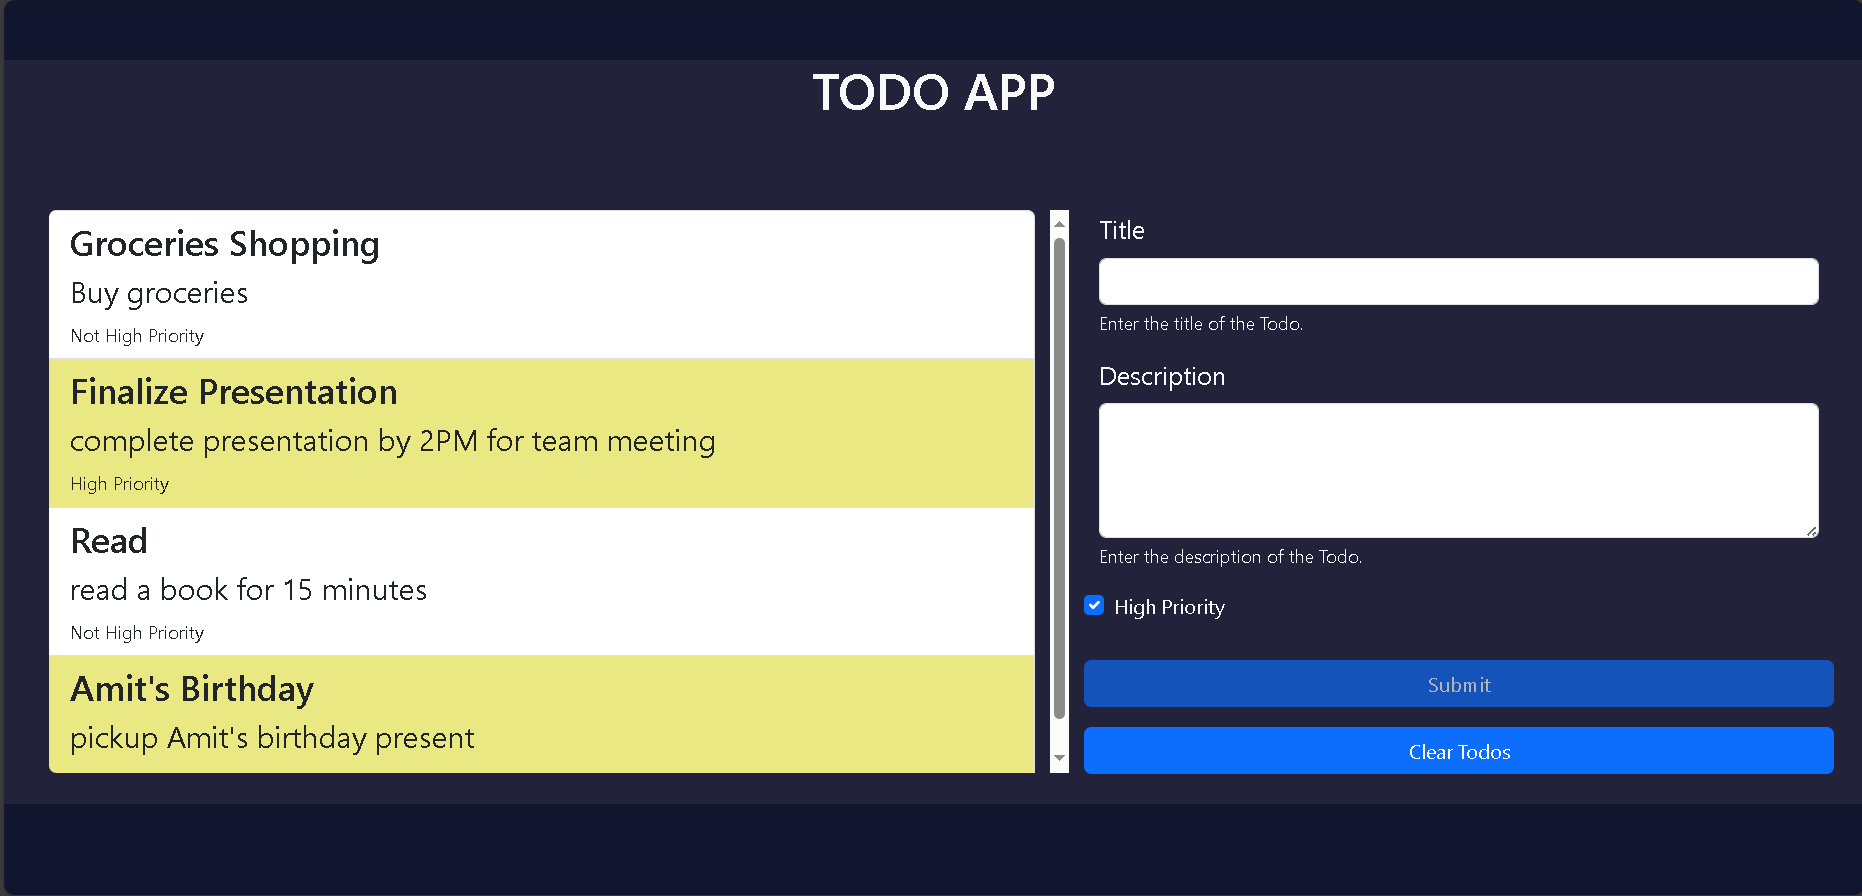 TODO APP
Groceries Shopping
Buy groceries
Not High Priority
Finalize Presentation
complete presentation by 2PM for team meeting
High Priority
Read
read a book for 15 minutes
Not High Priority
Amit's Birthday
pickup Amit's birthday present
Title
Enter the title of the Todo.
Description
Enter the description of the Todo.
High Priority
Submit
Clear Todos